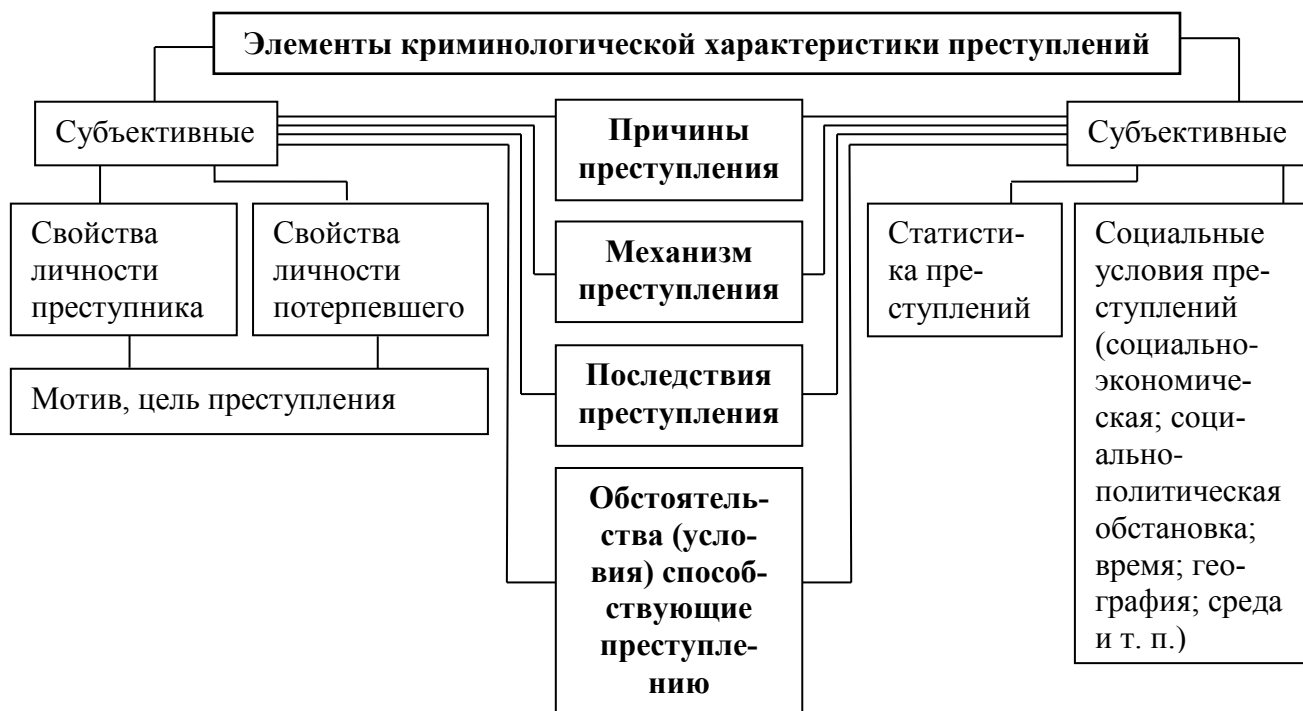 Элементы криминологической характеристики преступлений
Субъективные
Свойства
личности
преступника
Свойства
личности
потерпевшего
Мотив, цель преступления
Причины
преступления
Механизм
преступления
Последствия
преступления
Обстоятель-
ства (усло-
вия) способ-
ствующие
преступле-
нию
Субъективные
Статисти-
ка пре-
ступлений
Социальные
условия пре-
ступлений
(социально-
экономиче-
ская; соци-
ально-
политическая
обстановка;
время; гео-
графия; среда
и т. п.)